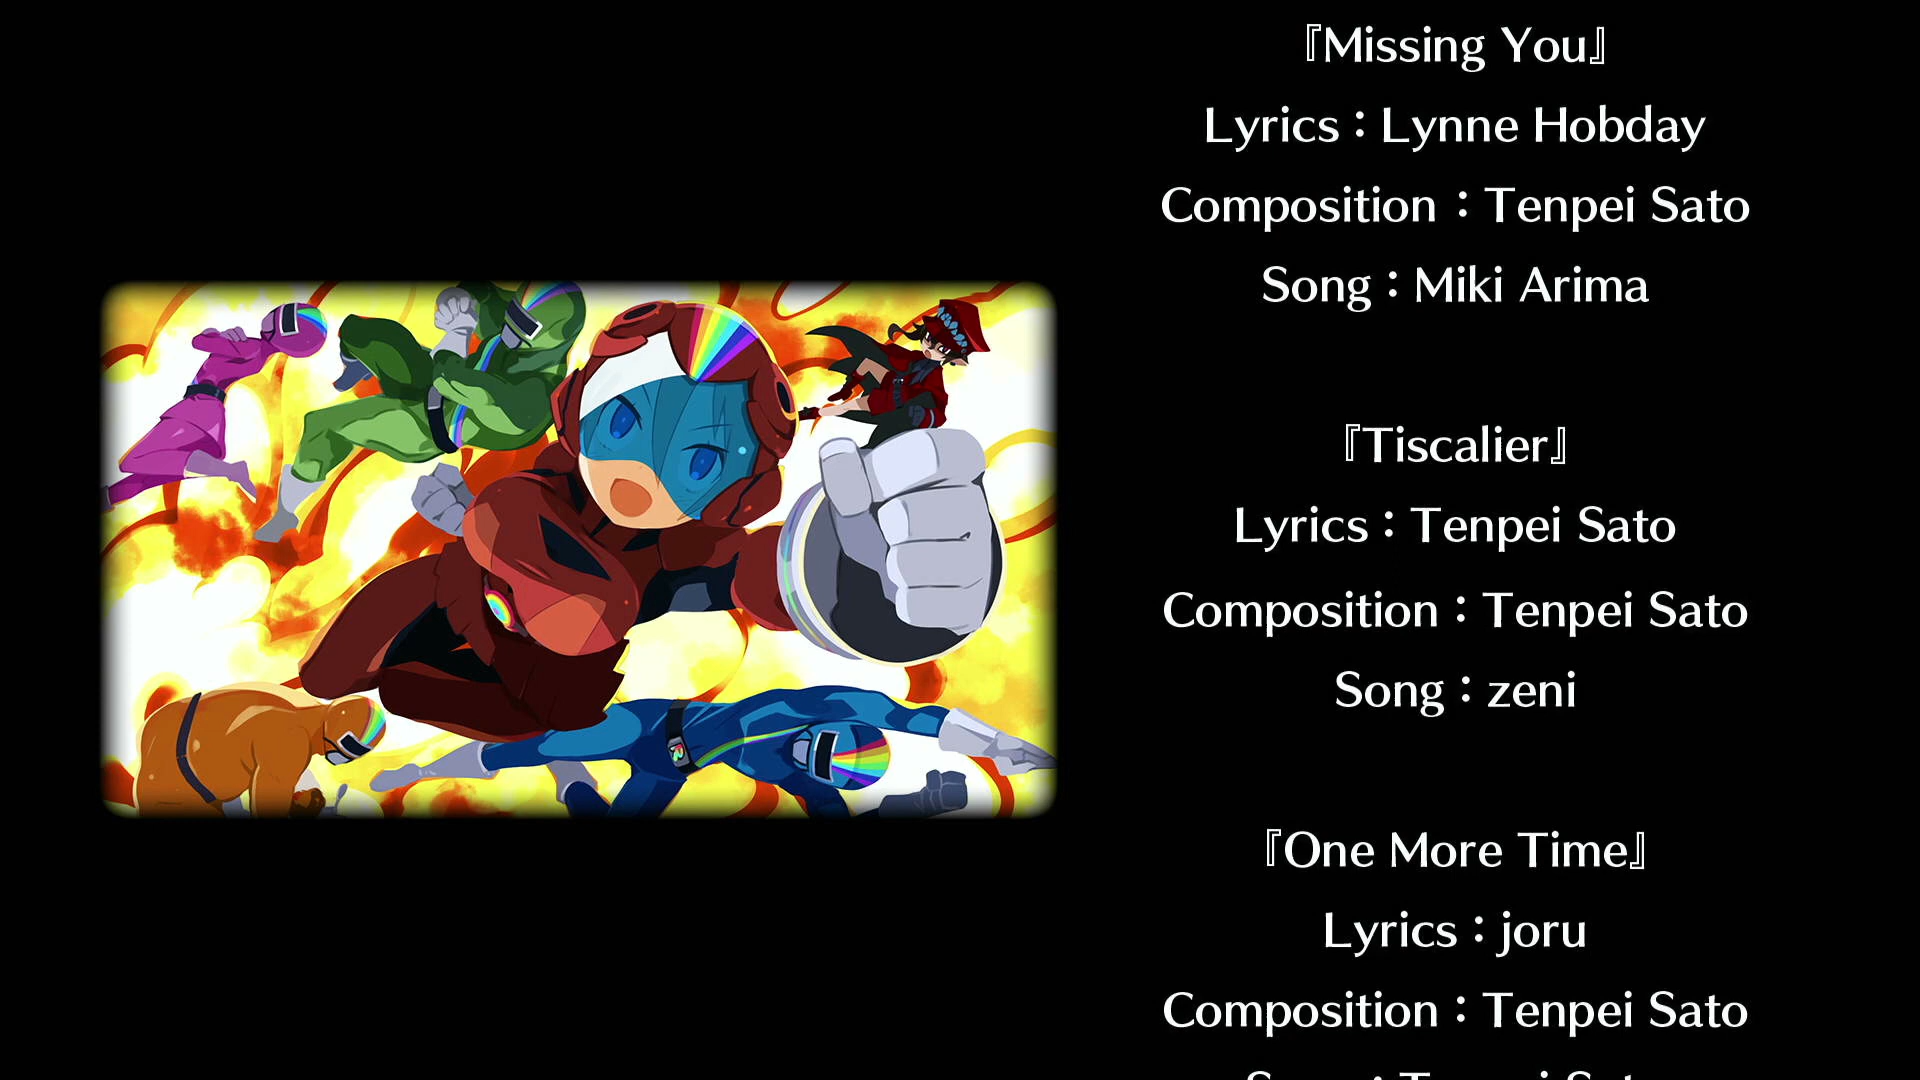 『Missing You』
Lyrics：Lynne Hobday
Composition：Tenpei Sato
Song：Miki Arima
『Tiscalier』
Lyrics：Tenpei Sato
Composition：Tenpei Sato
Song：zeni
『One More Time』
Lyrics：joru
Composition：Tenpei Sato